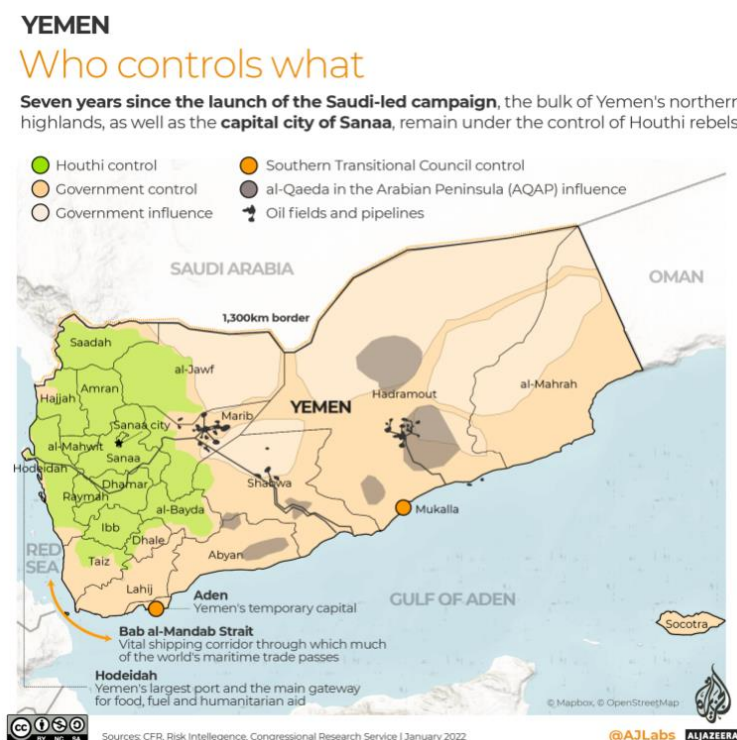 YEMEN
Who controls what
Seven years since the launch of the Saudi-led campaign, the bulk of Yemen's northern
highlands, as well as the capital city of Sanaa, remain under the control of Houthi rebels
Houthi control
Government control
Government influence
Southern Transitional Council control
al-Qaeda in the Arabian Peninsula (AQAP) influence
Oil fields and pipelines
SAUDI ARABIA
OMAN
1,300km border
Saadah
al-Jawf
Hadramout
al-Mahrah
Amran
Hajjah
YEMEN
Marib
Sanaa city
al-Mahwit
Sanaa
Hodeidah
Dhamar
Shabwa
Raymah
al-Bayda
Mukalla
Ibb
Dhale
RED
SEA
Taiz
Abyan
Lahij
Aden
Yemen's temporary capital
GULF OF ADEN
Socotra
Bab al-Mandab Strait
Vital shipping corridor through which much
of the world's maritime trade passes
Hodeidah
Yemen's largest port and the main gateway
for food, fuel and humanitarian aid
© Mapbox, © OpenStreetMap
cc BY NC SA
Sources: CFR, Risk Intellegence, Congressional Research Service | January 2022
@AJLabs
ALJAZEERA